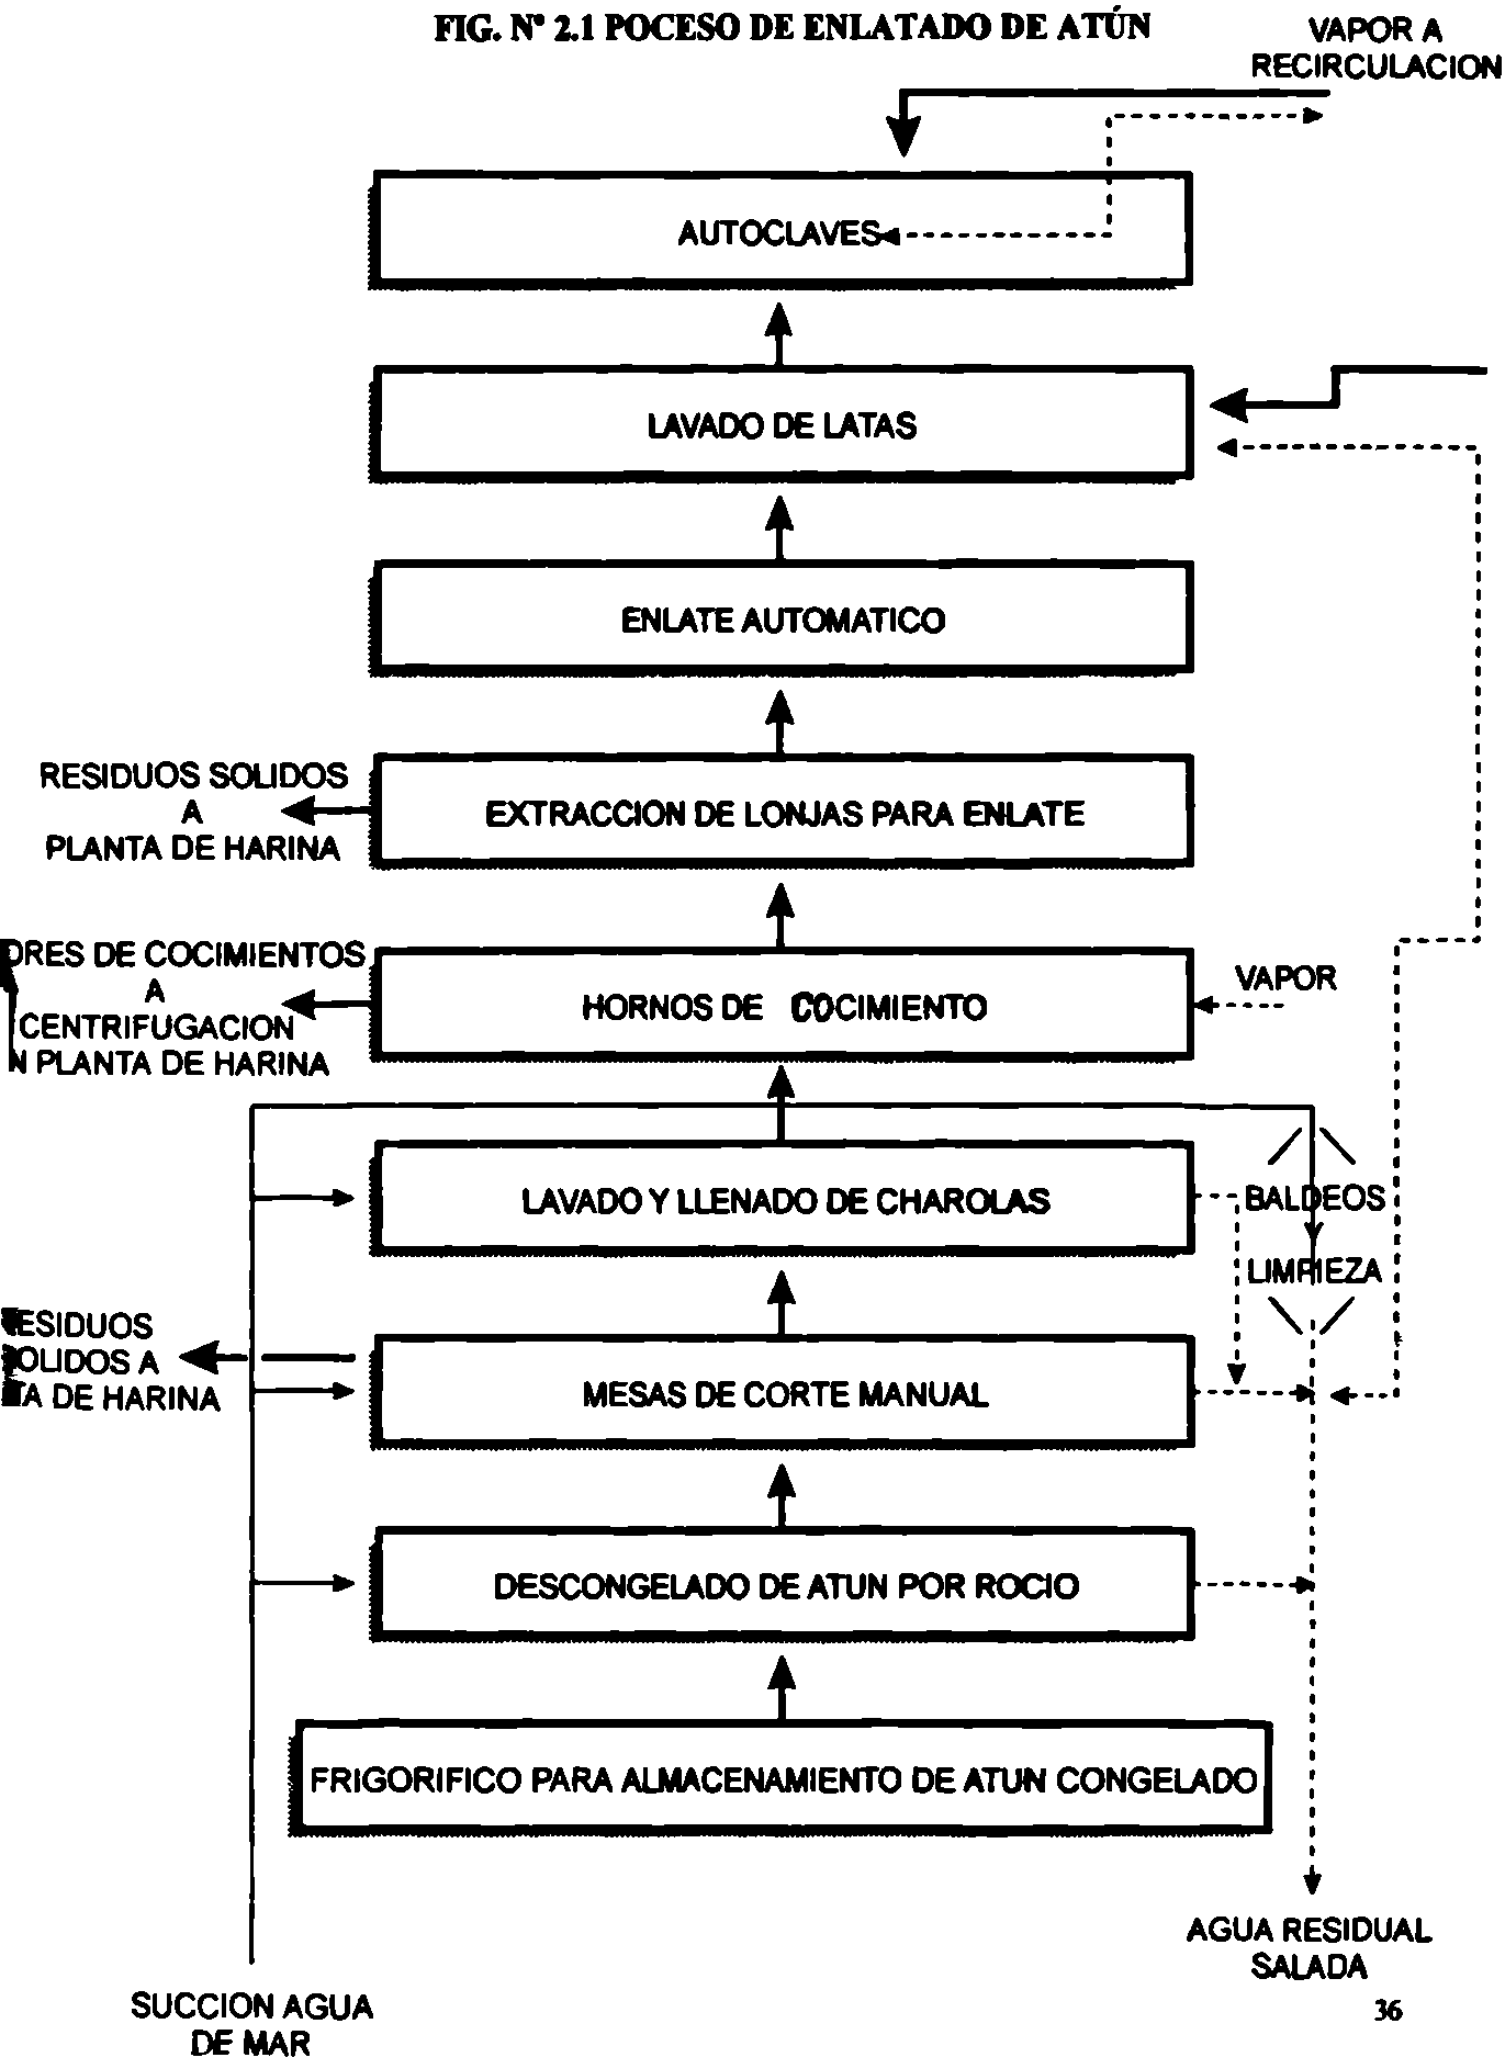 FIG. Nº 2.1 POCESO DE ENLATADO DE ATÚN
VAPOR A
RECIRCULACION
AUTOCLAVES
LAVADO DE LATAS
ENLATE AUTOMATICO
RESIDUOS SOLIDOS
A
PLANTA DE HARINA
EXTRACCION DE LONJAS PARA ENLATE
ORES DE COCIMIENTOS
A
CENTRIFUGACION
N PLANTA DE HARINA
HORNOS DE COCIMIENTO
VAPOR
LAVADO Y LLENADO DE CHAROLAS
BALDEOS
LIMPIEZA
ESIDUOS
OLIDOS A
TA DE HARINA
MESAS DE CORTE MANUAL
DESCONGELADO DE ATUN POR ROCIO
FRIGORIFICO PARA ALMACENAMIENTO DE ATUN CONGELADO
AGUA RESIDUAL
SALADA
SUCCION AGUA
DE MAR
36